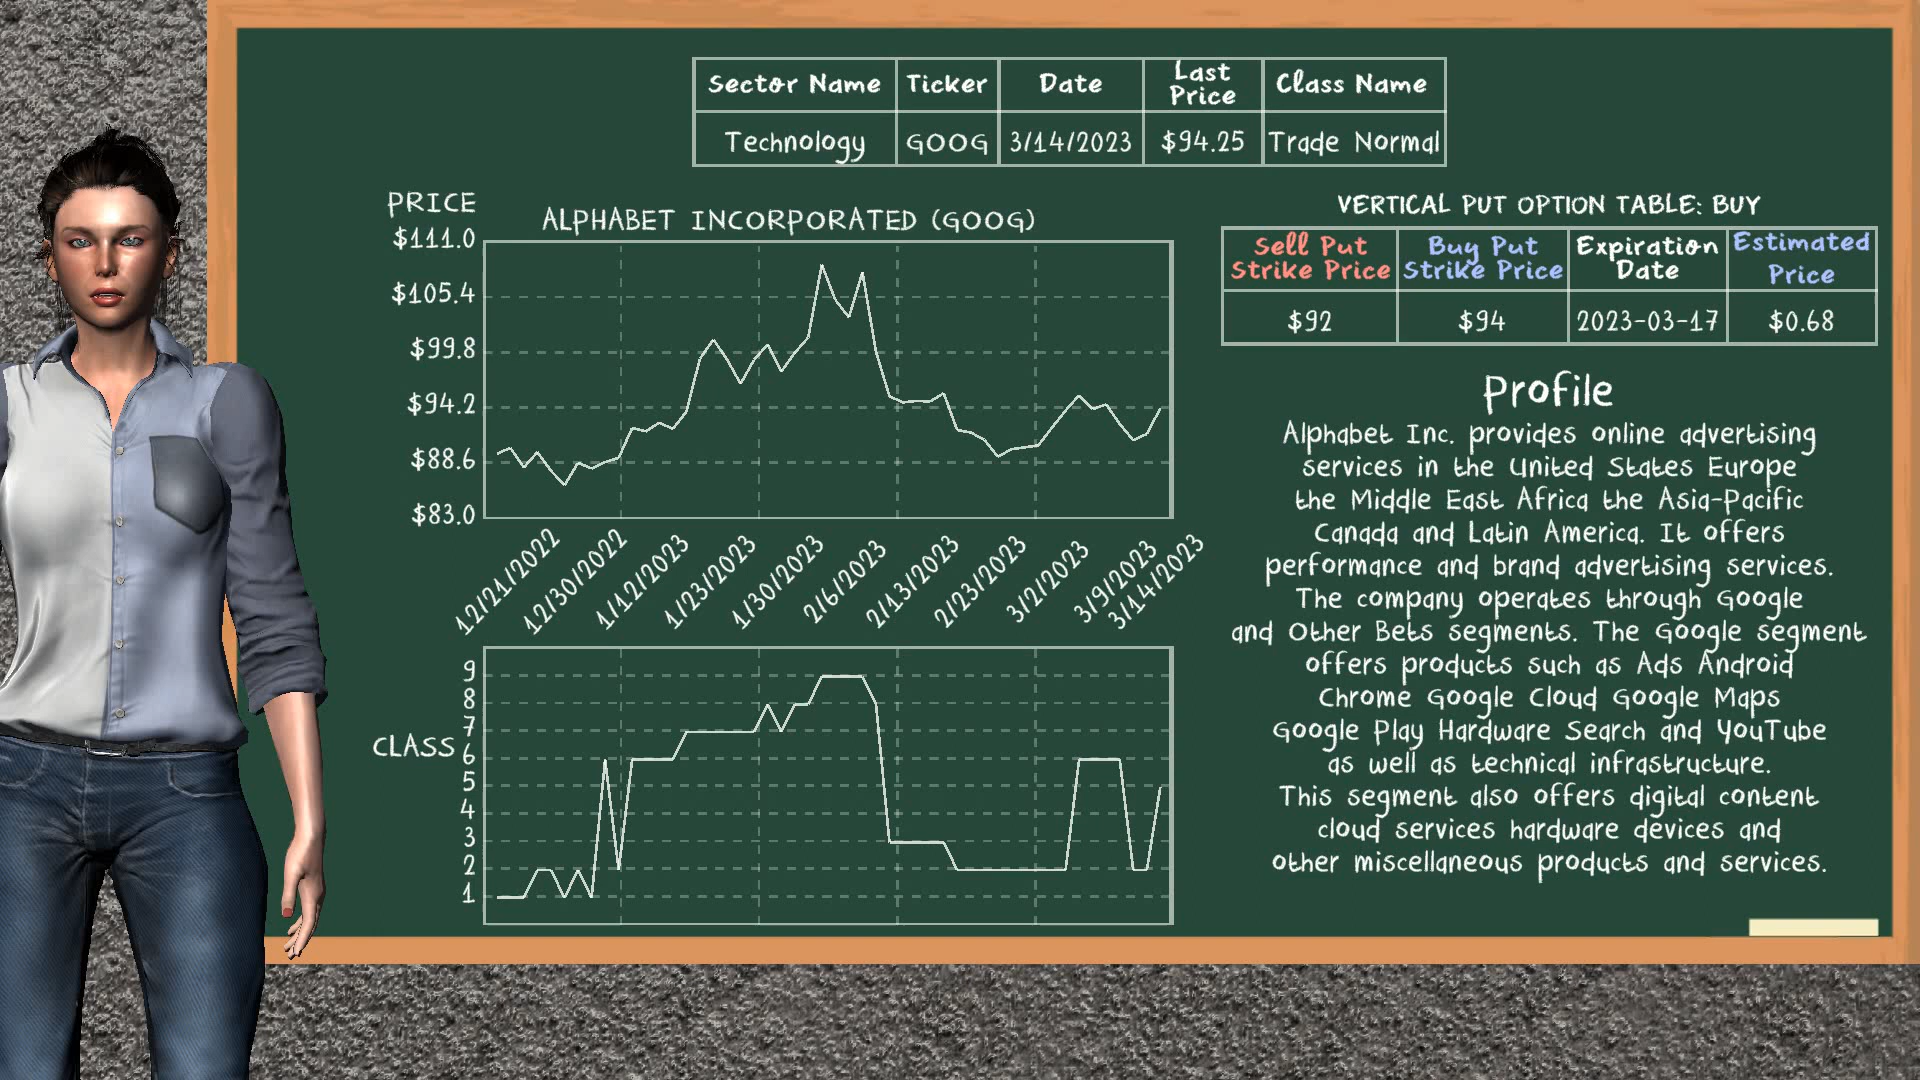 Sector Name Ticker Date Last Price Class Name
Technology GOOG 3/14/2023 $94.25 Trade Normal
PRICE
ALPHABET INCORPORATED (GOOG)
$111.0
$105.4
$99.8
$94.2
$88.6
$83.0
12/21/2022 12/30/2022 1/12/2023 1/23/2023 1/30/2023 2/6/2023 2/13/2023 2/23/2023 3/2/2023 3/9/2023 3/14/2023
CLASS
9
8
7
6
5
4
3
2
1
VERTICAL PUT OPTION TABLE: BUY
Sell Put Strike Price Buy Put Strike Price Expiration Date Estimated Price
$92 $94 2023-03-17 $0.68
Profile
Alphabet Inc. provides online advertising
services in the United States Europe
the Middle East Africa the Asia-Pacific
Canada and Latin America. It offers
performance and brand advertising services.
The company operates through Google
and Other Bets segments. The Google segment
offers products such as Ads Android
Chrome Google Cloud Google Maps
Google Play Hardware Search and YouTube
as well as technical infrastructure.
This segment also offers digital content
cloud services hardware devices and
other miscellaneous products and services.